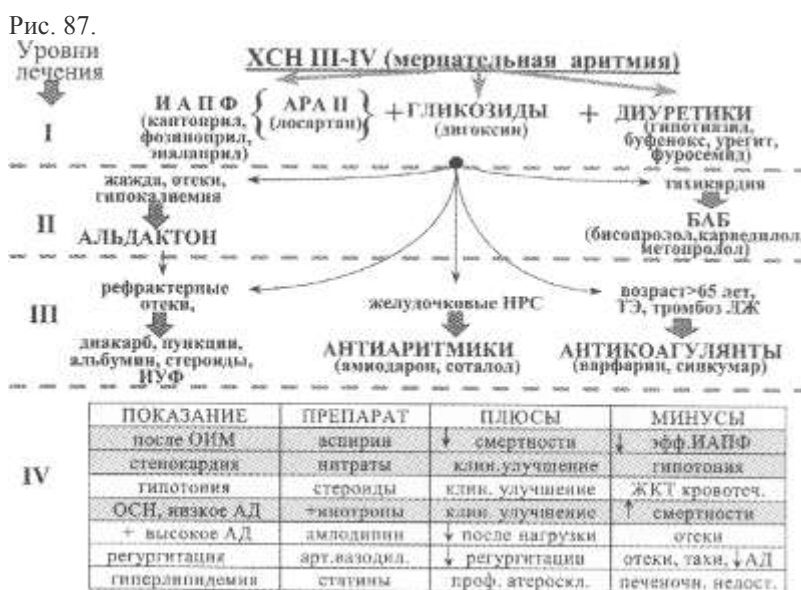 Рис. 87.
Уровни лечения
ХСН III-IV (мерцательная аритмия)
I
ИАПФ (каптоприл, фозиноприл, эналаприл) { АРА II (лосартан) } + ГЛИКОЗИДЫ (дигоксин) + ДИУРЕТИКИ (гипотиазид, буфенокс, урегит, фуросемид)
II
жажда, отеки, гипокалиемия
АЛЬДАКТОН
тахикардия
БАБ
(бисопролол,карведилол, метопролол)
III
рефрактерные отеки,
диакарб, пункции, альбумин, стероиды, ИУФ
желудочковые НРС
АНТИАРИТМИКИ
(амиодарон, соталол)
возраст>65 лет, ТЭ, тромбоз ЛЖ
АНТИКОАГУЛЯНТЫ
(варфарин, синкумар)
IV
ПОКАЗАНИЕ ПРЕПАРАТ ПЛЮСЫ МИНУСЫ
после ОИМ аспирин ↓ смертности ↓ эфф.ИАПФ
стенокардия нитраты клин.улучшение гипотония
гипотония стероиды клин. улучшение ЖКТ кровотеч.
ОСН, низкое АД +инотропы клин. улучшение ↑ смертности
+ высокое АД амлодипин ↓ после нагрузки отеки
регургитация арт.вазодил. ↓ регургитации отеки, тахи, ↓АД
гиперлипидемия статины проф. атероскл. печеночн. недост.